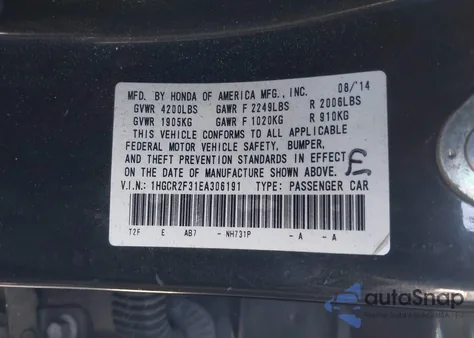 MFD. BY HONDA OF AMERICA MFG., INC. 08/'14
GVWR 4200LBS GAWR F 2249LBS R 2006LBS
GVWR 1905KG GAWR F 1020KG R 910KG
THIS VEHICLE CONFORMS TO ALL APPLICABLE
FEDERAL MOTOR VEHICLE SAFETY, BUMPER,
AND THEFT PREVENTION STANDARDS IN EFFECT
ON THE DATE OF MANUFACTURE SHOWN ABOVE. E
V.I.N.: 1HGCR2F31EA306191 TYPE: PASSENGER CAR
T2F E AB7 - NH731P - A - A
autoSnap